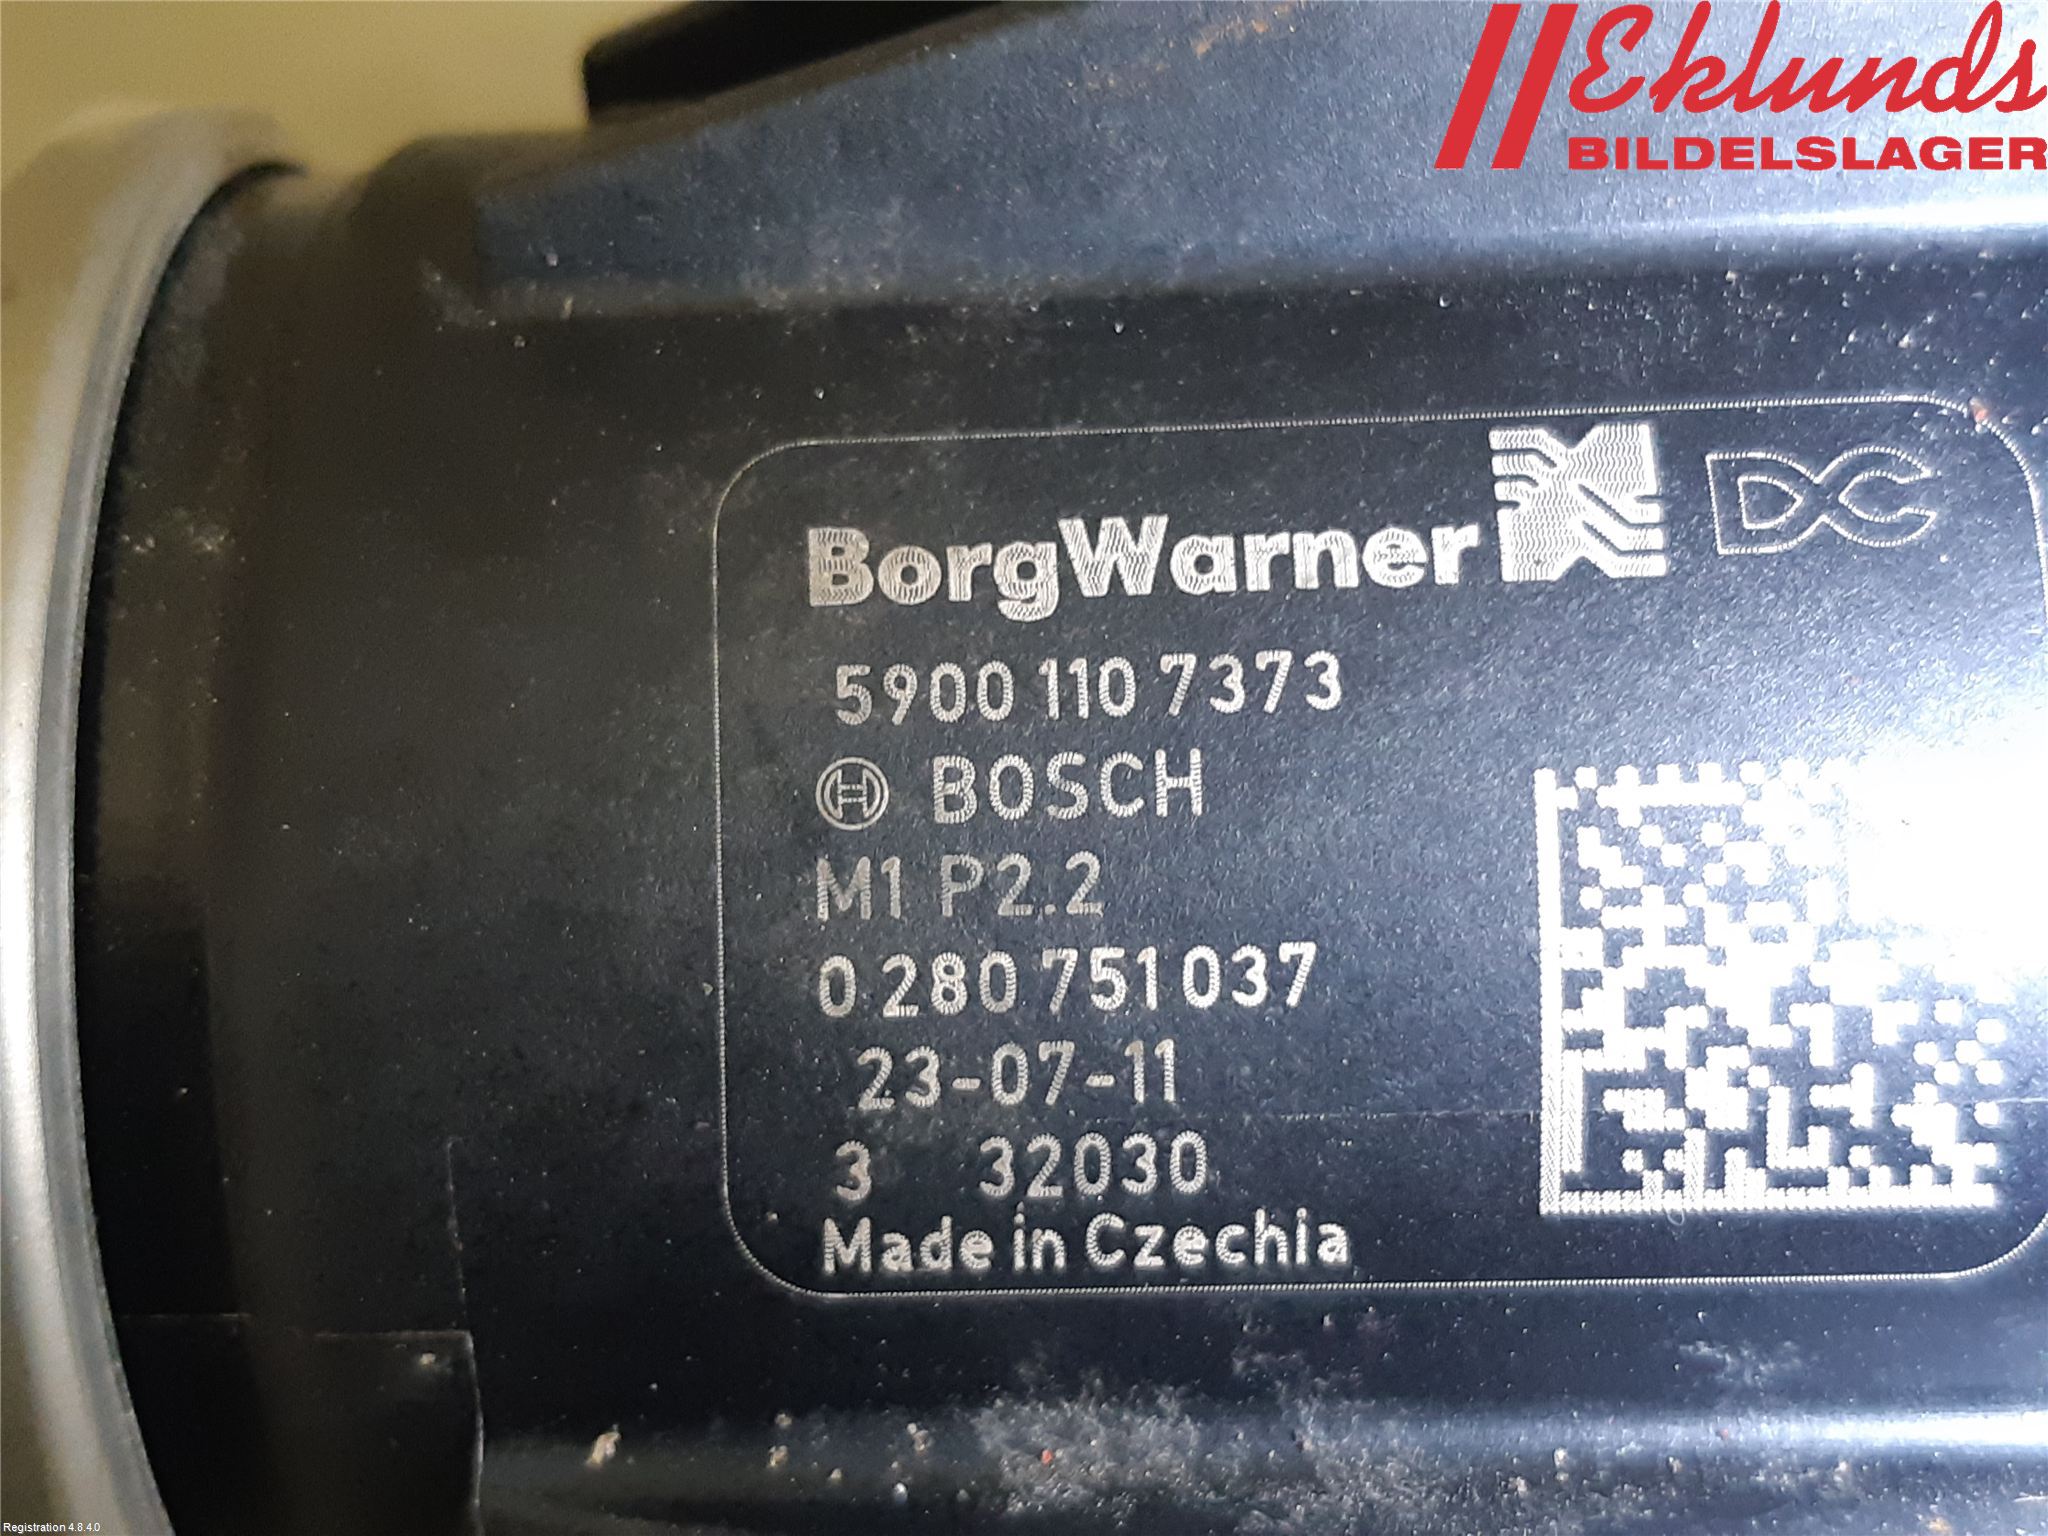 Eklunds
BILDELSLAGER
BorgWarner DC
5900 110 7373
BOSCH
M1 P2.2
0 280 751 037
23-07-11
3 32030
Made in Czechia
Registration 4.8.4.0